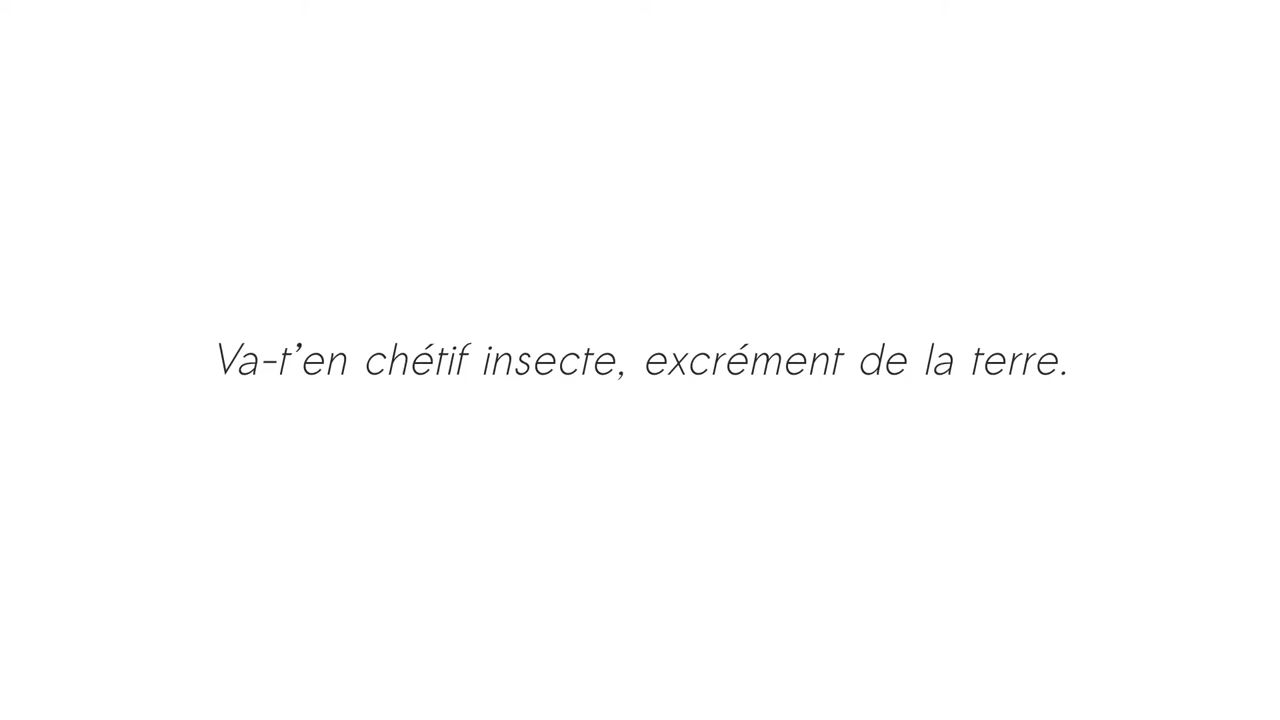 Va-t’en chétif insecte, excrément de la terre.